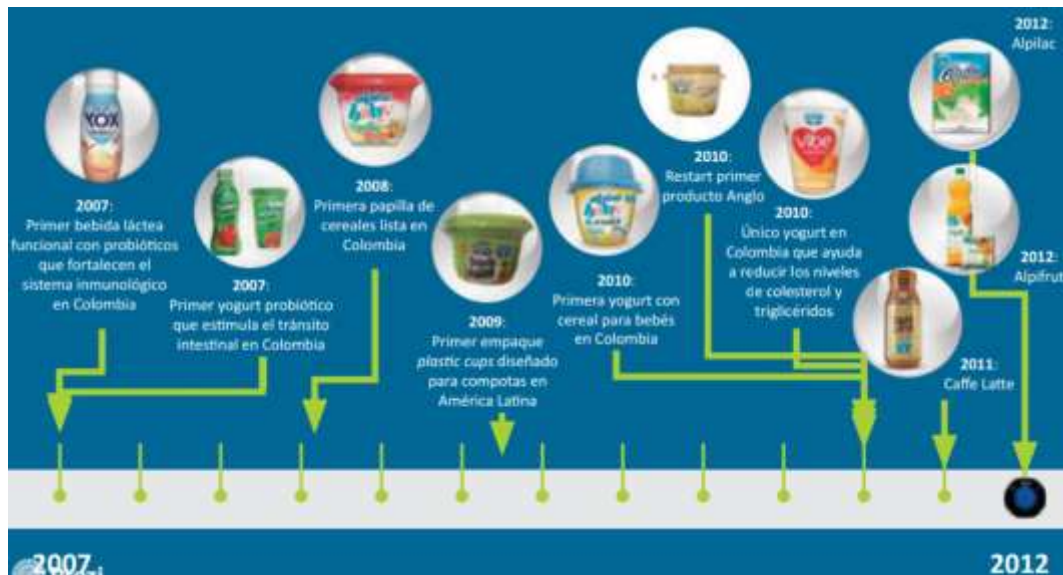 2007:
Primer bebida láctea
funcional con probióticos
que fortalecen el
sistema inmunológico
en Colombia
2007:
Primer yogurt probiótico
que estimula el tránsito
intestinal en Colombia
2008:
Primera papilla de
cereales lista en
Colombia
2009:
Primer empaque
plastic cups diseñado
para compotas en
América Latina
2010:
Primera yogurt con
cereal para bebés
en Colombia
2010:
Restart primer
producto Anglo
vibe
2010:
Único yogurt en
Colombia que ayuda
a reducir los niveles
de colesterol y
triglicéridos
2011:
Caffe Latte
2012:
Alpilac
2012:
Alpifrut
2007
2012